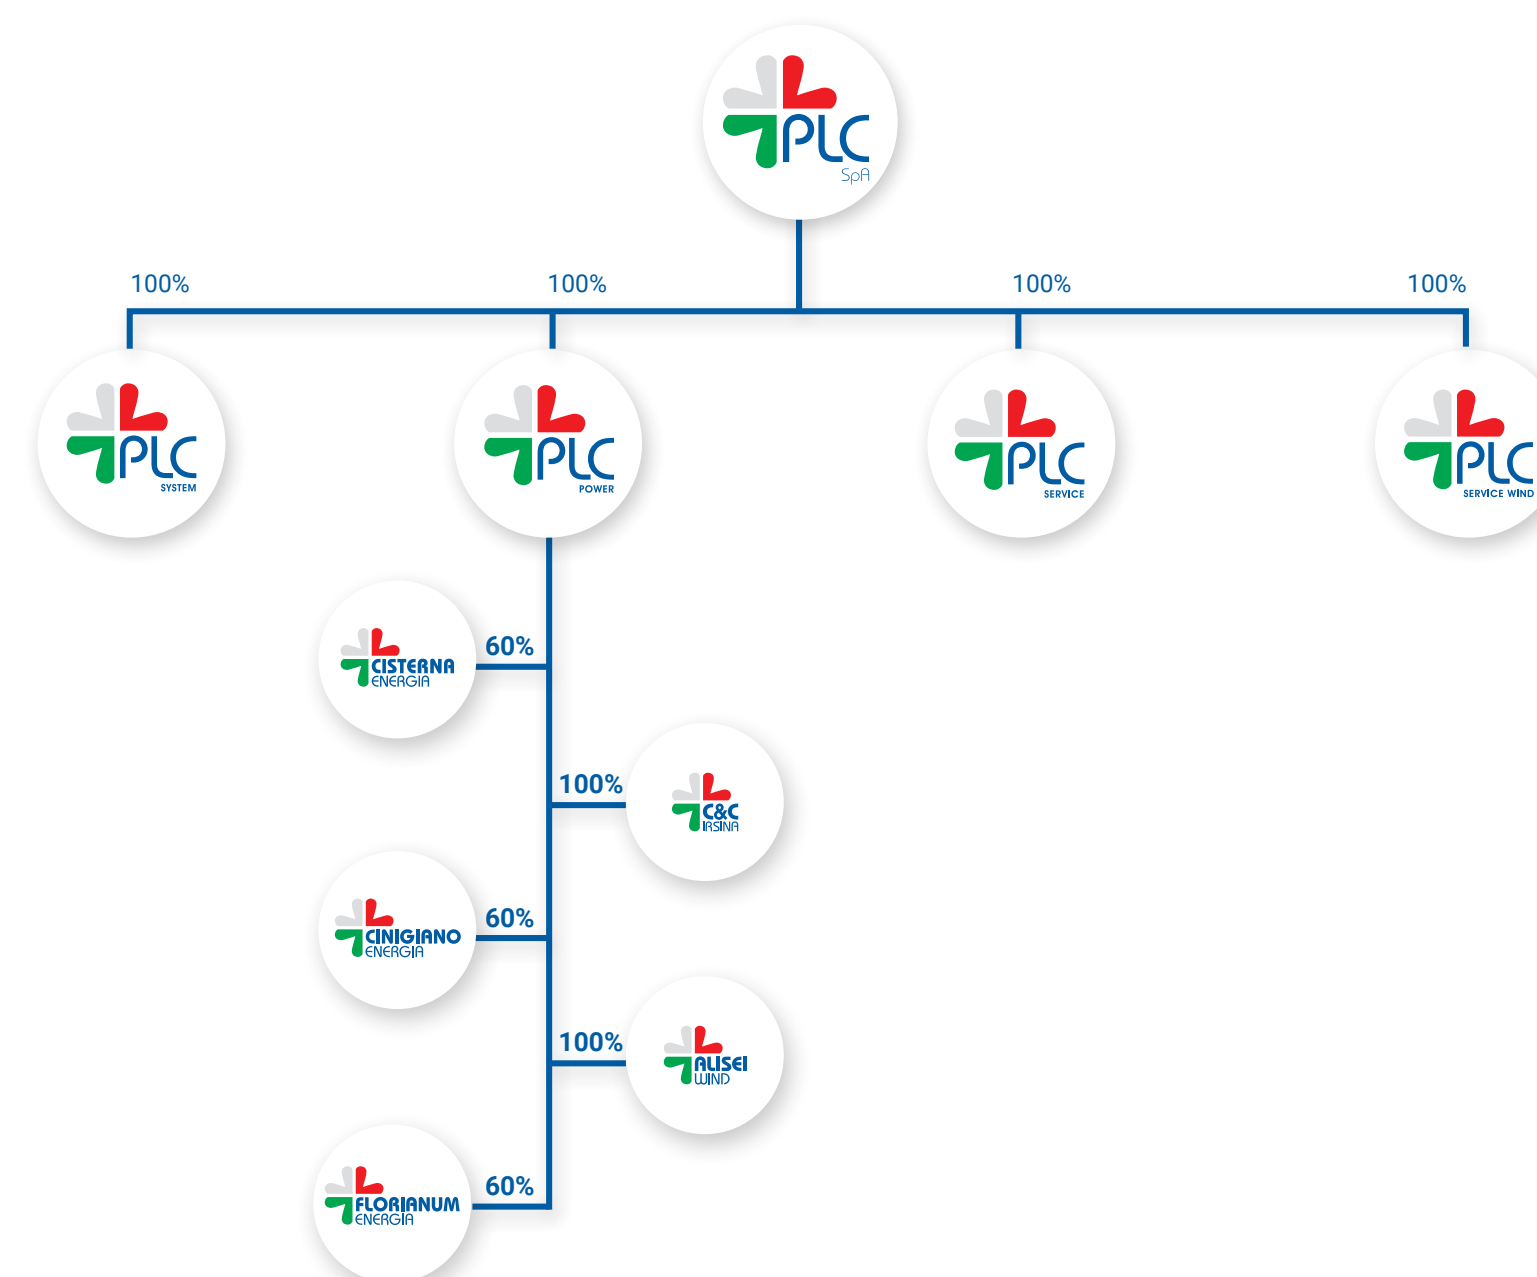 PLC
SpA
100%
100%
100%
100%
PLC
SYSTEM
PLC
POWER
PLC
SERVICE
PLC
SERVICE WIND
60%
CISTERNA
ENERGIA
100%
C&C
IRSINA
60%
CINIGIANO
ENERGIA
100%
ALISEI
WIND
60%
FLORIANUM
ENERGIA